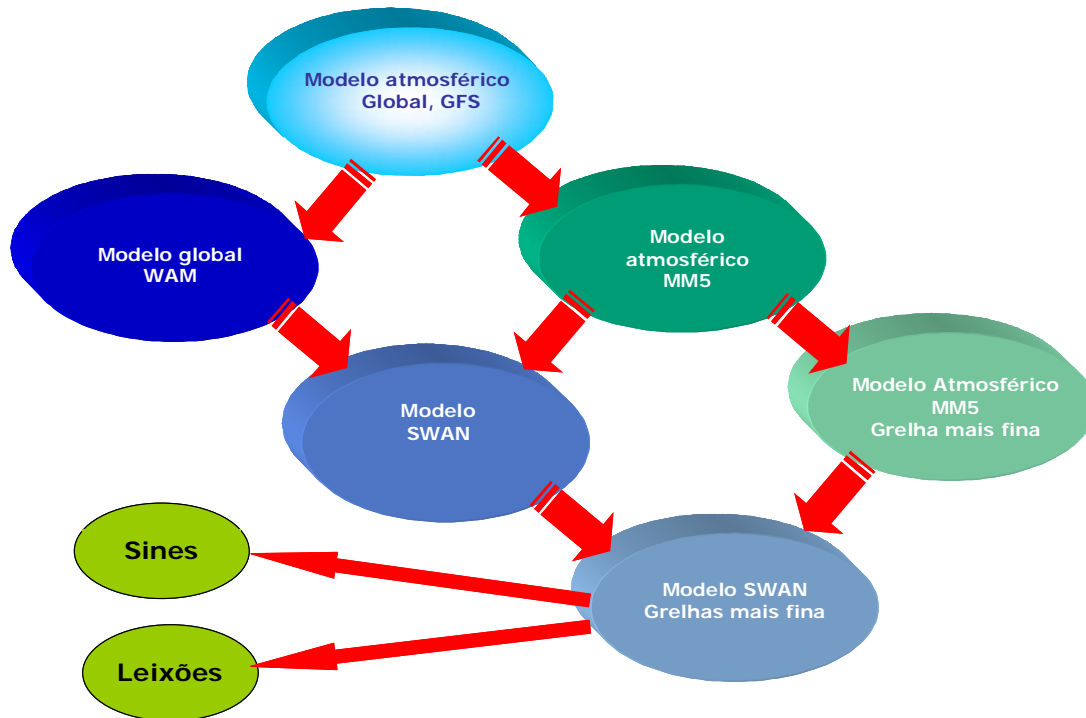 Modelo atmosférico
Global, GFS
Modelo global
WAM
Modelo
atmosférico
MM5
Modelo
SWAN
Modelo Atmosférico
MM5
Grelha mais fina
Sines
Modelo SWAN
Grelhas mais fina
Leixões